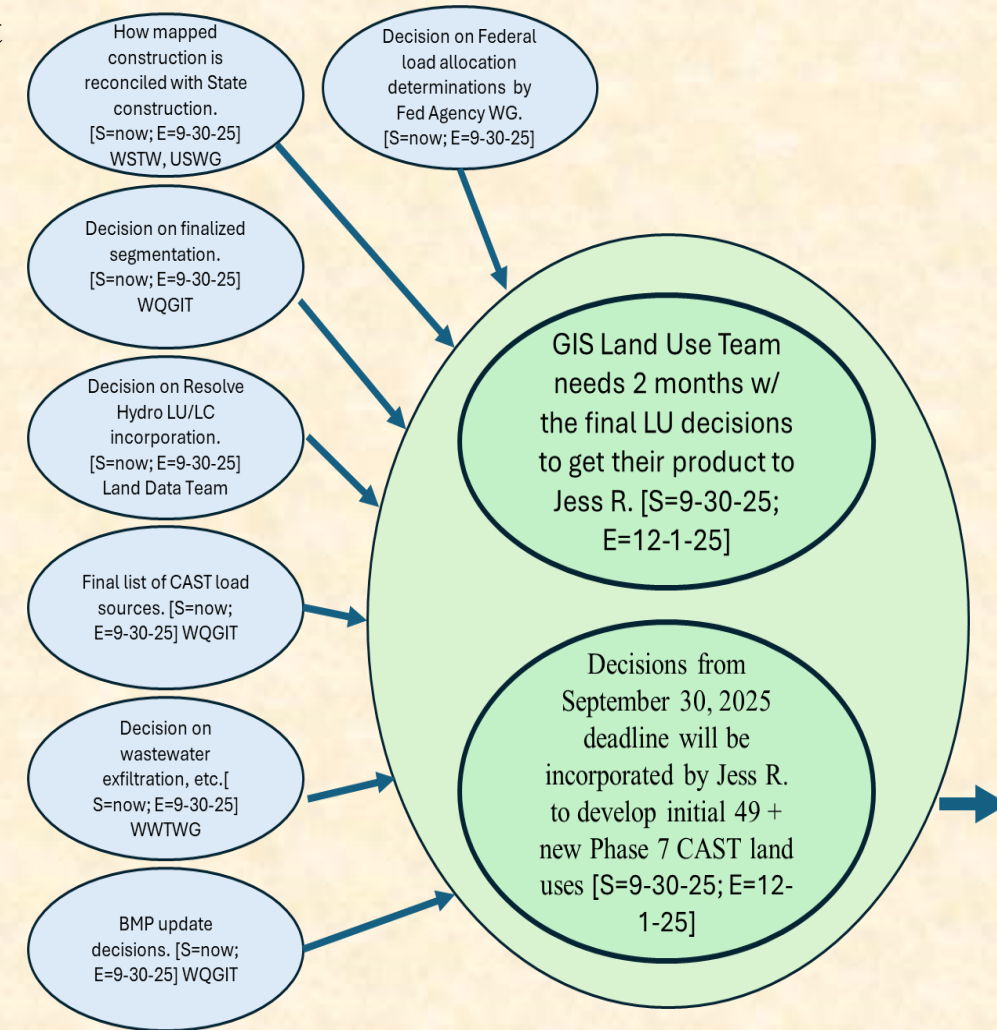 How mapped
construction is
reconciled with State
construction.
[S=now; E=9-30-25]
WSTW, USWG
Decision on Federal
load allocation
determinations by
Fed Agency WG.
[S=now; E=9-30-25]
Decision on finalized
segmentation.
[S=now; E=9-30-25]
WQGIT
Decision on Resolve
Hydro LU/LC
incorporation.
[S=now; E=9-30-25]
Land Data Team
Final list of CAST load
sources. [S=now;
E=9-30-25] WQGIT
Decision on
wastewater
exfiltration, etc.[
S=now; E=9-30-25]
WWTWG
BMP update
decisions. [S=now;
E=9-30-25] WQGIT
GIS Land Use Team
needs 2 months w/
the final LU decisions
to get their product to
Jess R. [S=9-30-25;
E=12-1-25]
Decisions from
September 30, 2025
deadline will be
incorporated by Jess R.
to develop initial 49 +
new Phase 7 CAST land
uses [S=9-30-25; E=12-
1-25]